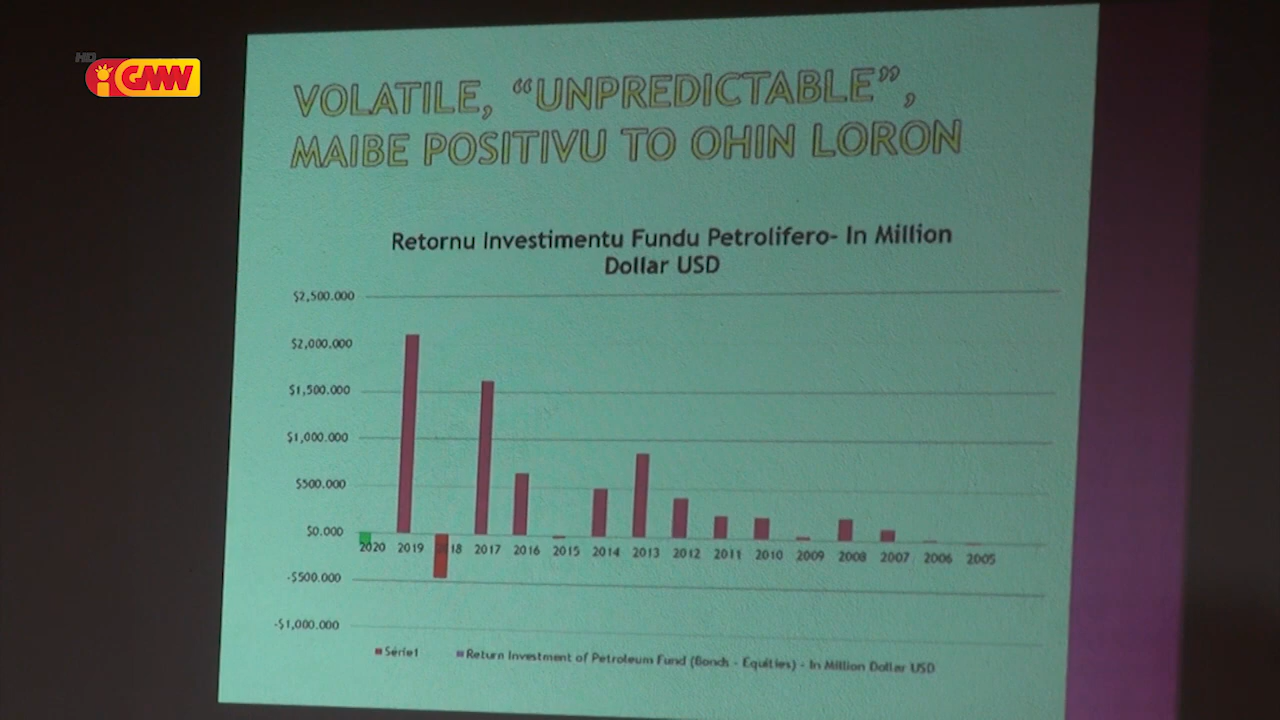 HD
GMN
VOLATILE, “UNPREDICTABLE”,
MAIBE POSITIVU TO OHIN LORON
Retornu Investimentu Fundu Petrolifero- In Million
Dollar USD
$2,500.000
$2,000.000
$1,500.000
$1,000.000
$500.000
$0.000
2020 2019 2018 2017 2016 2015 2014 2013 2012 2011 2010 2009 2008 2007 2006 2005
-$500.000
-$1,000.000
Série1 Return Investment of Petroleum Fund (Bonds - Equities) - In Million Dollar USD